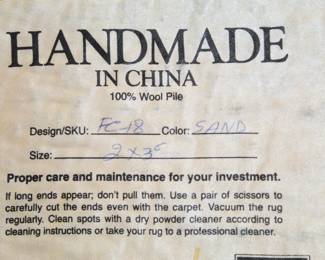 HANDMADE
IN CHINA
100% Wool Pile
Design/SKU: FC-18 Color: SAND
Size: 2x3⁶
Proper care and maintenance for your investment.
If long ends appear; don't pull them. Use a pair of scissors to
carefully cut the ends even with the carpet. Vacuum the rug
regularly. Clean spots with a dry powder cleaner according to
cleaning instructions or take your rug to a professional cleaner.